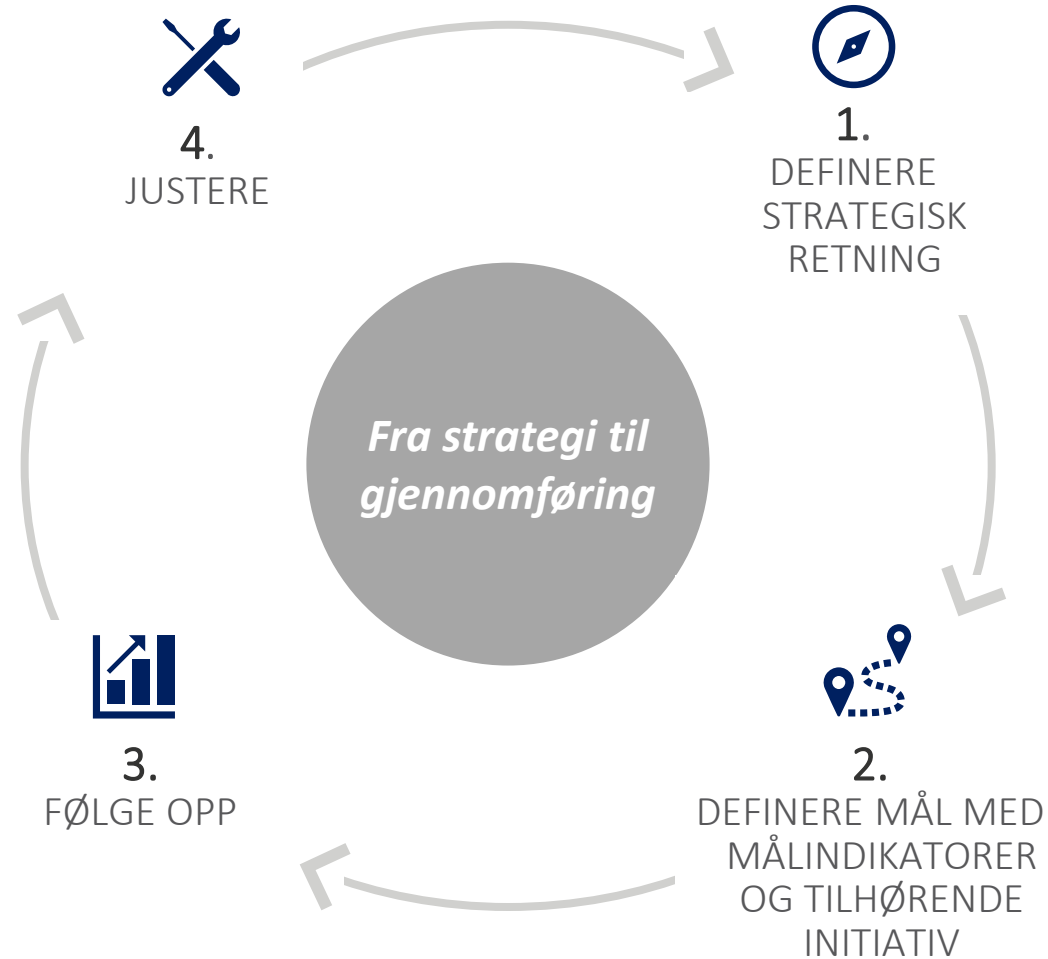 1.
DEFINERE
STRATEGISK
RETNING
2.
DEFINERE MÅL MED
MÅLINDIKATORER
OG TILHØRENDE
INITIATIV
3.
FØLGE OPP
4.
JUSTERE
Fra strategi til
gjennomføring